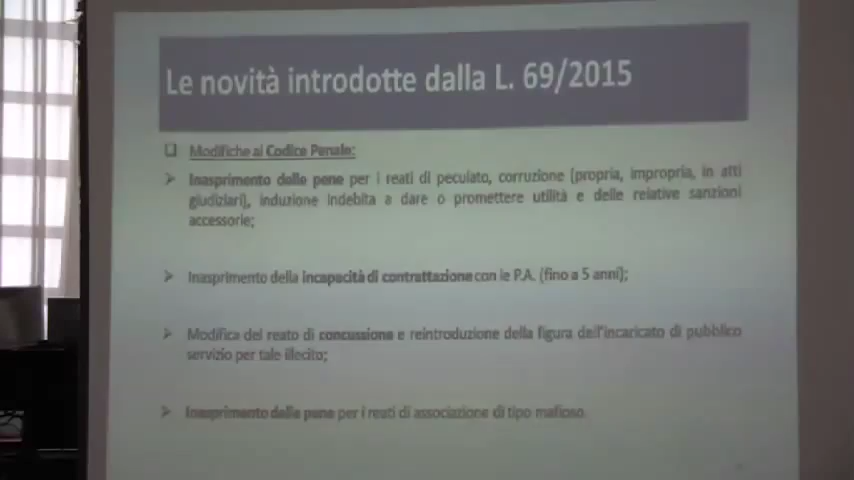 Le novità introdotte dalla L. 69/2015
❑ Modifiche al Codice Penale:
➢ Inasprimento delle pene per i reati di peculato, corruzione (propria, impropria, in atti
giudiziari), induzione indebita a dare o promettere utilità e delle relative sanzioni
accessorie;
➢ Inasprimento della incapacità di contrattazione con le P.A. (fino a 5 anni);
➢ Modifica del reato di concussione e reintroduzione della figura dell'incaricato di pubblico
servizio per tale illecito;
➢ Inasprimento delle pene per i reati di associazione di tipo mafioso.